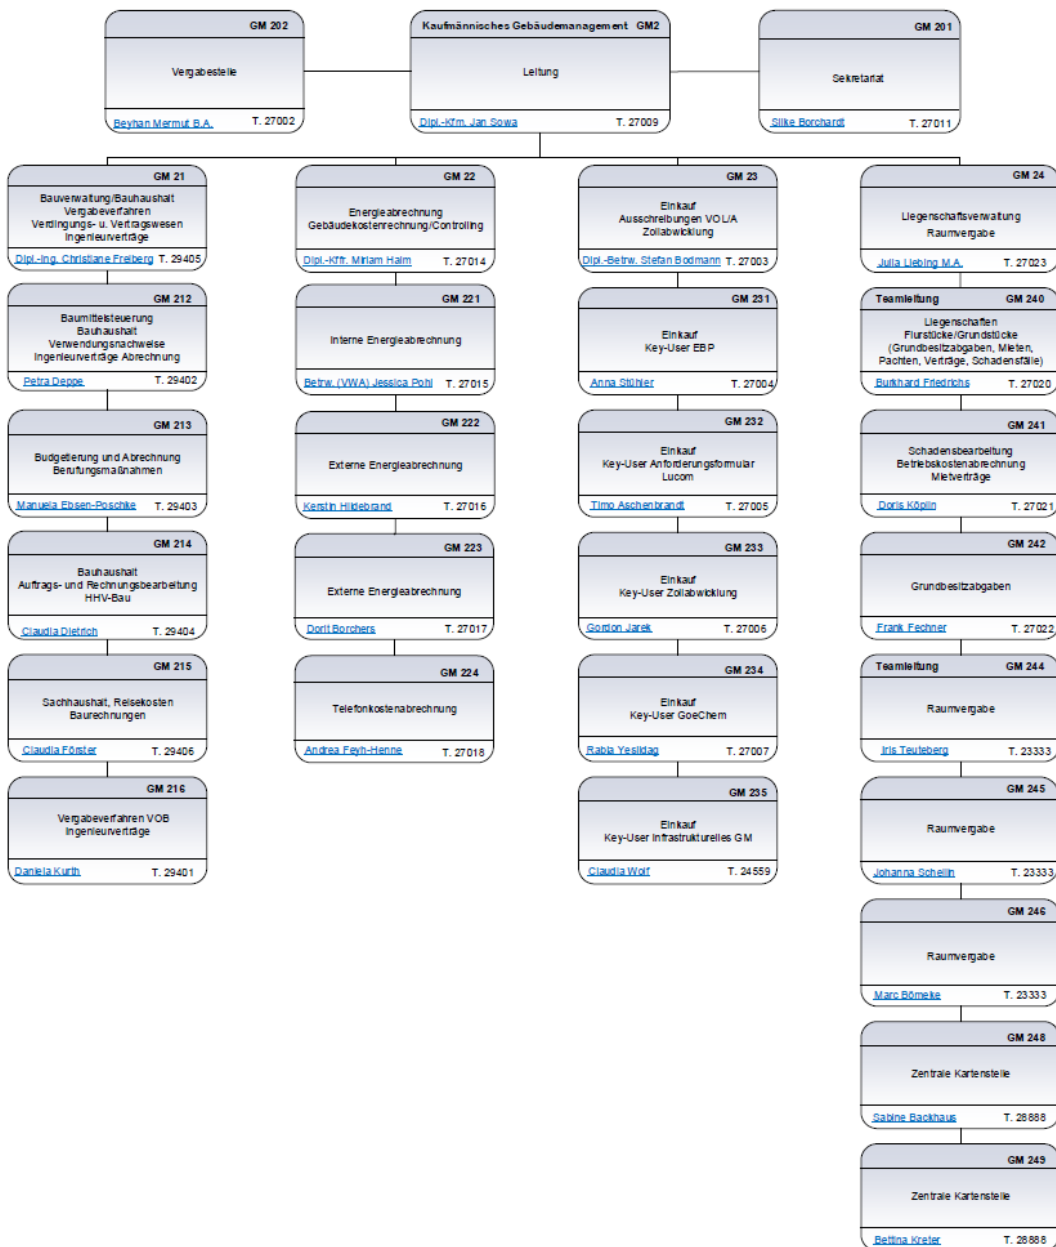 GM 202
Vergabestelle
Beyhan Mermut B.A. T. 27002
Kaufmännisches Gebäudemanagement GM2
Leitung
Dipl.-Kfm. Jan Sowa T. 27009
GM 201
Sekretariat
Silke Borchardt T. 27011
GM 21
Bauverwaltung/Bauhaushalt
Vergabeverfahren
Verdingungs- u. Vertragswesen
Ingenieurverträge
Dipl.-Ing. Christiane Freiberg T. 29405
GM 212
Baumittelsteuerung
Bauhaushalt
Verwendungsnachweise
Ingenieurverträge Abrechnung
Petra Deppe T. 29402
GM 213
Budgetierung und Abrechnung
Berufungsmaßnahmen
Manuela Ebsen-Poschke T. 29403
GM 214
Bauhaushalt
Auftrags- und Rechnungsbearbeitung
HHV-Bau
Claudia Dietrich T. 29404
GM 215
Sachhaushalt, Reisekosten
Baurechnungen
Claudia Förster T. 29406
GM 216
Vergabeverfahren VOB
Ingenieurverträge
Daniela Kurth T. 29401
GM 22
Energieabrechnung
Gebäudekostenrechnung/Controlling
Dipl.-Kffr. Miriam Halm T. 27014
GM 221
Interne Energieabrechnung
Betrw. (VWA) Jessica Pohl T. 27015
GM 222
Externe Energieabrechnung
Kerstin Hildebrand T. 27016
GM 223
Externe Energieabrechnung
Dorit Borchers T. 27017
GM 224
Telefonkostenabrechnung
Andrea Feyh-Henne T. 27018
GM 23
Einkauf
Ausschreibungen VOL/A
Zollabwicklung
Dipl.-Betrw. Stefan Bodmann T. 27003
GM 231
Einkauf
Key-User EBP
Anna Stühler T. 27004
GM 232
Einkauf
Key-User Anforderungsformular
Lucom
Timo Aschenbrandt T. 27005
GM 233
Einkauf
Key-User Zollabwicklung
Gordon Jarek T. 27006
GM 234
Einkauf
Key-User GoeChem
Rabia Yesildag T. 27007
GM 235
Einkauf
Key-User Infrastrukturelles GM
Claudia Wolf T. 24559
GM 24
Liegenschaftsverwaltung
Raumvergabe
Julia Liebing M.A. T. 27023
Teamleitung GM 240
Liegenschaften
Flurstücke/Grundstücke
(Grundbesitzabgaben, Mieten,
Pachten, Verträge, Schadensfälle)
Burkhard Friedrichs T. 27020
GM 241
Schadensbearbeitung
Betriebskostenabrechnung
Mietverträge
Doris Köplin T. 27021
GM 242
Grundbesitzabgaben
Frank Fechner T. 27022
Teamleitung GM 244
Raumvergabe
Iris Teuteberg T. 23333
GM 245
Raumvergabe
Johanna Schellin T. 23333
GM 246
Raumvergabe
Marc Bömeke T. 23333
GM 248
Zentrale Kartenstelle
Sabine Backhaus T. 28888
GM 249
Zentrale Kartenstelle
Bettina Kreter T. 28888